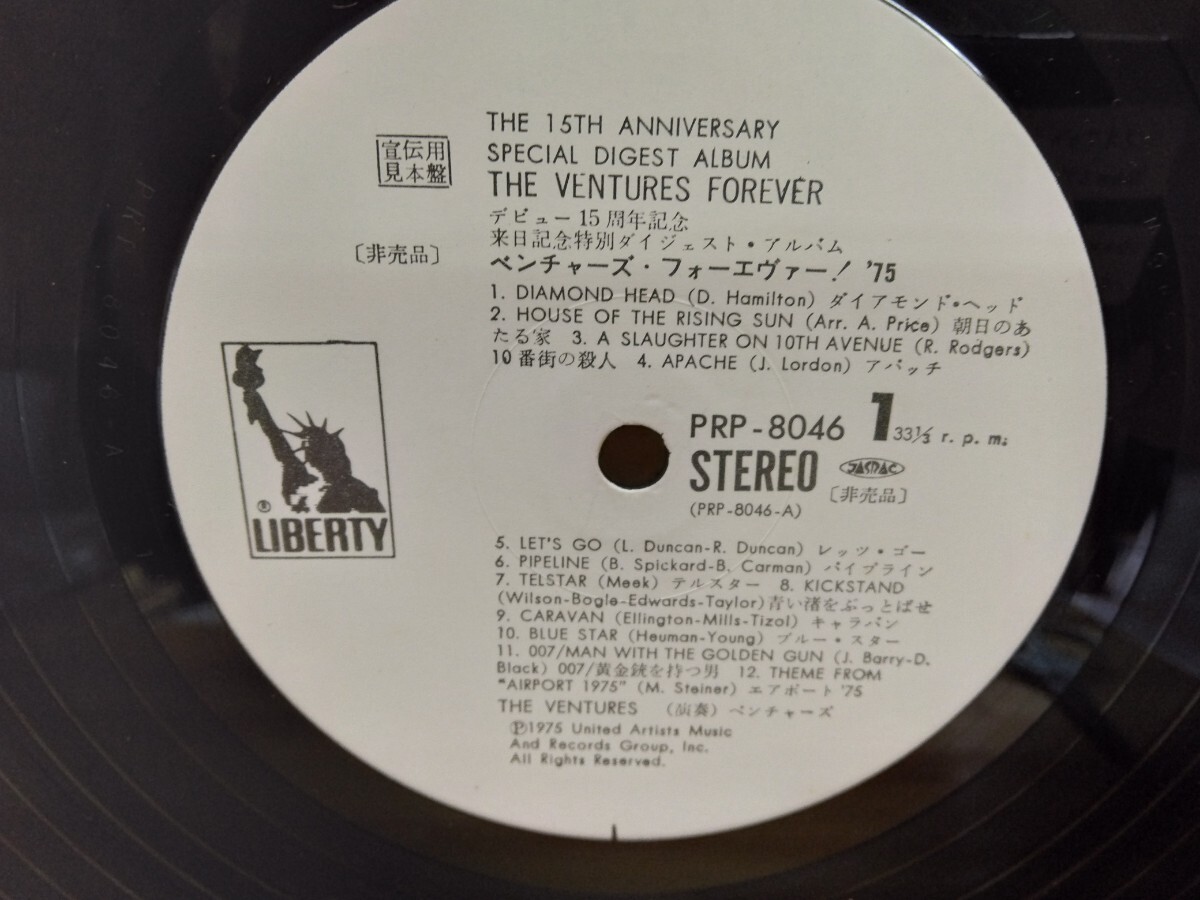 THE 15TH ANNIVERSARY
SPECIAL DIGEST ALBUM
THE VENTURES FOREVER
宣伝用
見本盤
デビュー15周年記念
来日記念特別ダイジェスト・アルバム
〔非売品〕
ベンチャーズ・フォーエヴァー! '75
1. DIAMOND HEAD (D. Hamilton) ダイアモンド・ヘッド
2. HOUSE OF THE RISING SUN (Arr. A. Price) 朝日のあ
たる家 3. A SLAUGHTER ON 10TH AVENUE (R. Rodgers)
10番街の殺人 4. APACHE (J. Lordon) アパッチ
PRP-8046 1 33⅓ r. p. m.
STEREO JASRAC
〔非売品〕
(PRP-8046-A)
® LIBERTY
5. LET'S GO (L. Duncan-R. Duncan) レッツ・ゴー
6. PIPELINE (B. Spickard-B. Carman) パイプライン
7. TELSTAR (Meek) テルスター 8. KICKSTAND
(Wilson-Bogle-Edwards-Taylor)青い渚をぶっとばせ
9. CARAVAN (Ellington-Mills-Tizol) キャラバン
10. BLUE STAR (Heuman-Young) ブルー・スター
11. 007/MAN WITH THE GOLDEN GUN (J. Barry-D.
Black) 007/黄金銃を持つ男 12. THEME FROM
"AIRPORT 1975" (M. Steiner) エアポート '75
THE VENTURES (演奏) ベンチャーズ
Ⓟ1975 United Artists Music
And Records Group, Inc.
All Rights Reserved.